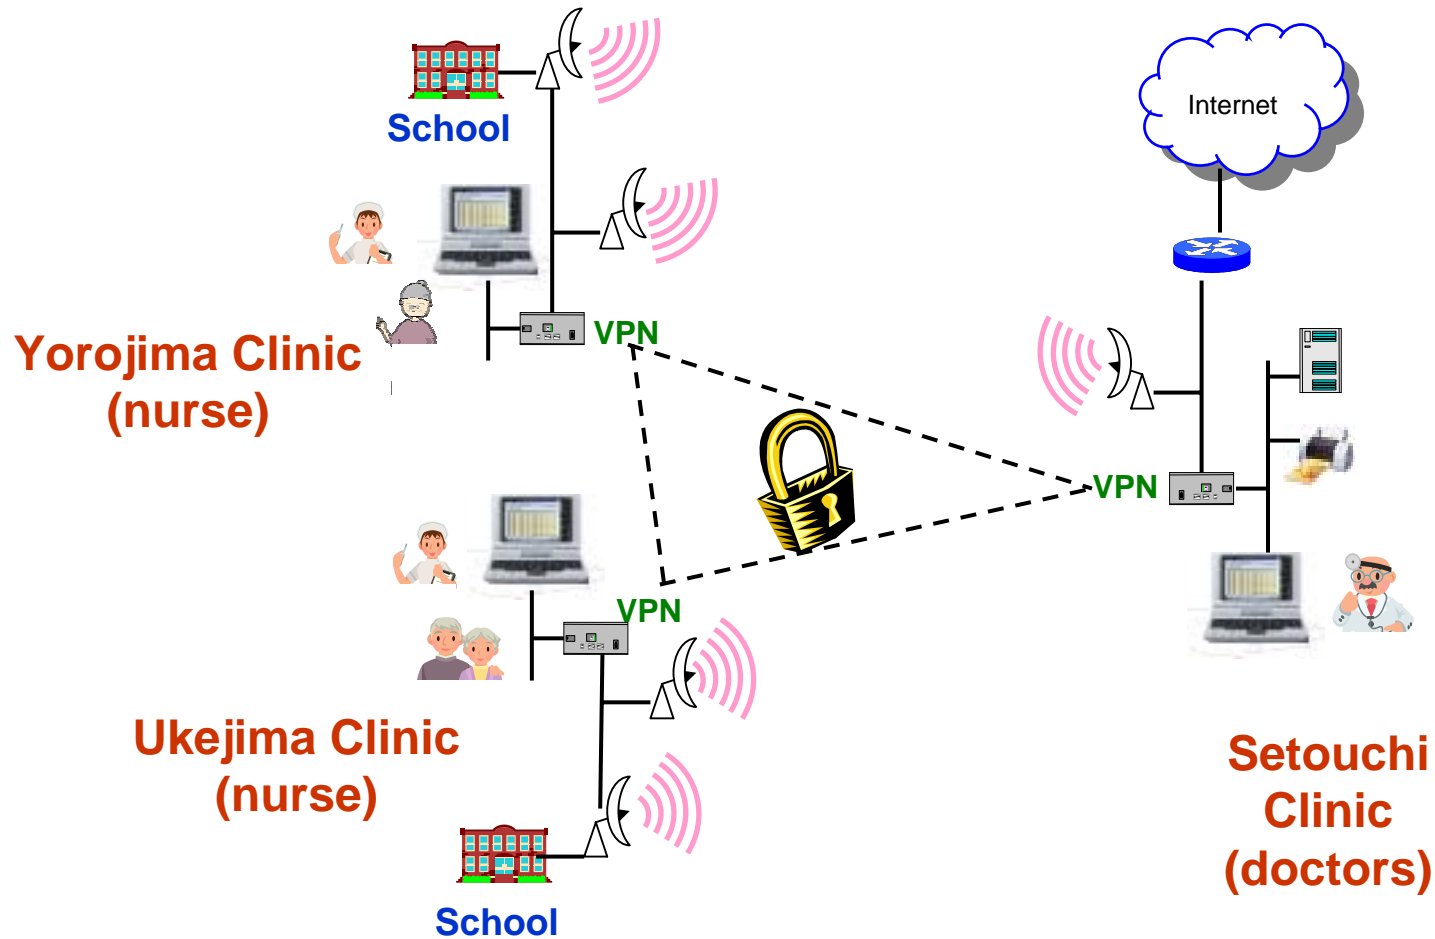 School
Internet
VPN
Yorojima Clinic
(nurse)
VPN
VPN
Ukejima Clinic
(nurse)
School
Setouchi
Clinic
(doctors)